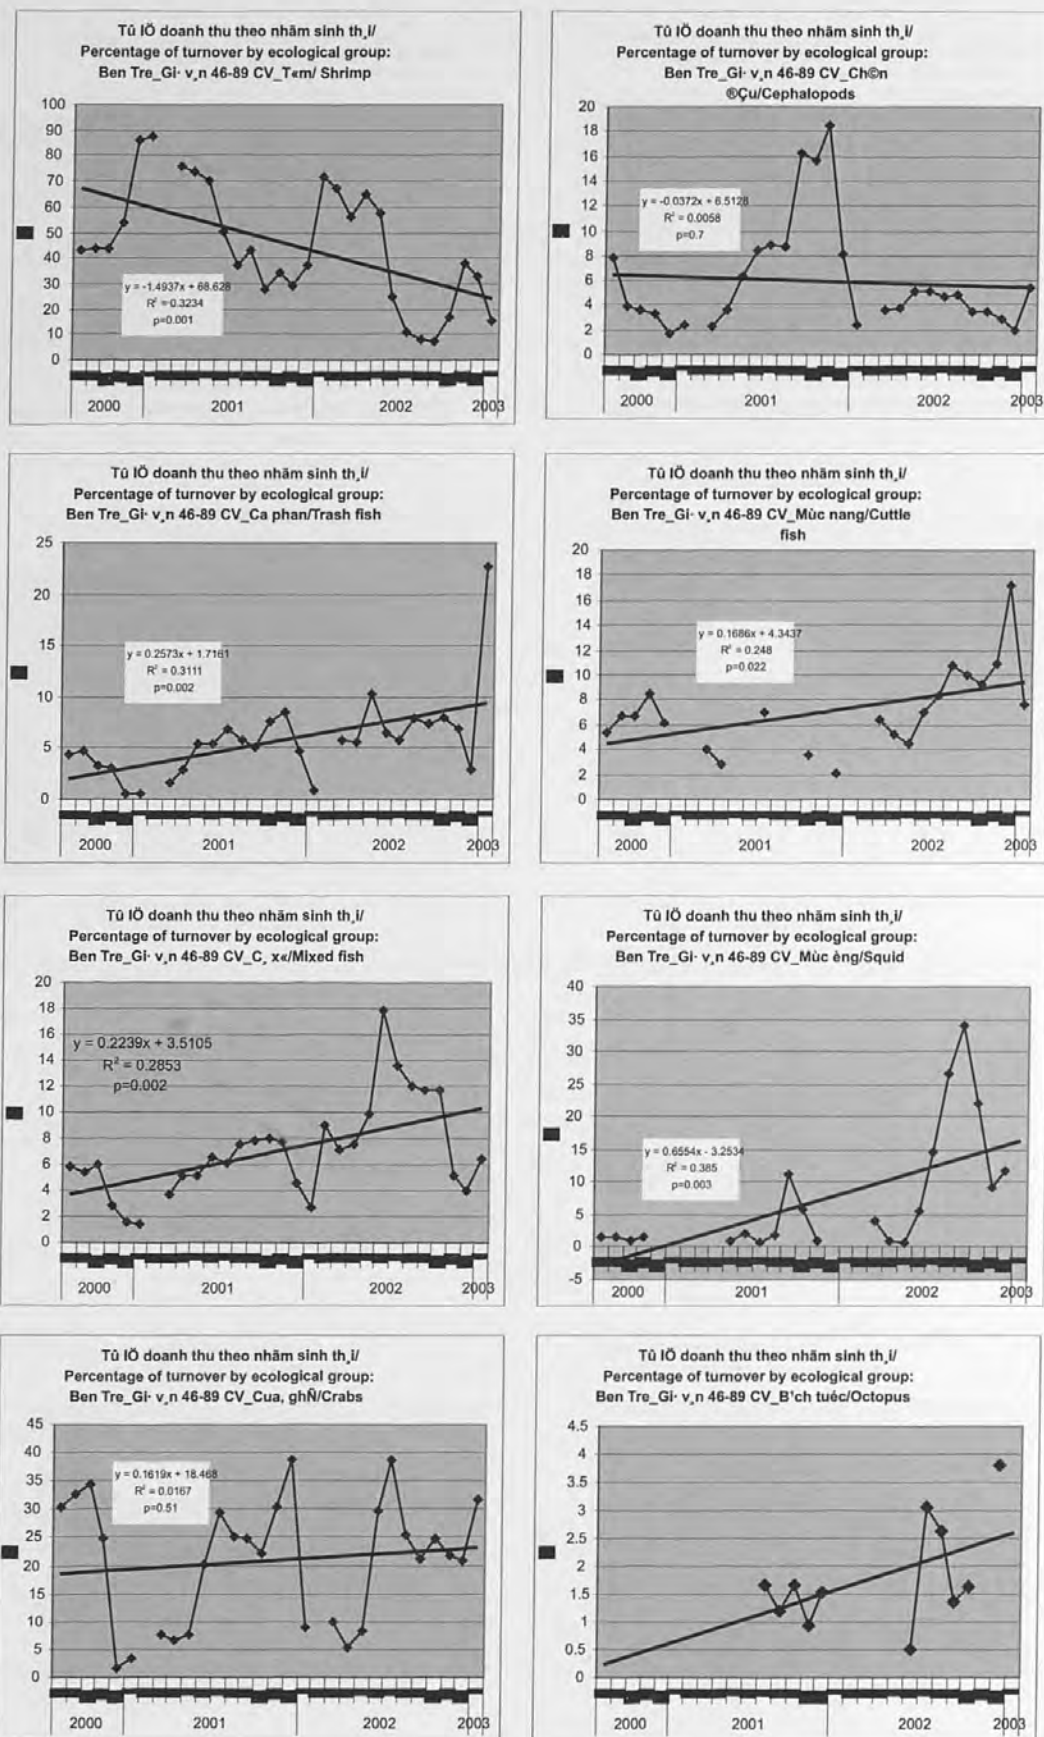 Tû lÖ doanh thu theo nhãm sinh th¸i/
Percentage of turnover by ecological group:
Ben Tre_Gi· v¸n 46-89 CV_T«m/ Shrimp
100
90
80
70
60
50
40
30
20
10
0
y = -1.4937x + 68.628
R² = 0.3234
p=0.001
2000 2001 2002 2003
Tû lÖ doanh thu theo nhãm sinh th¸i/
Percentage of turnover by ecological group:
Ben Tre_Gi· v¸n 46-89 CV_Ch©n
®Çu/Cephalopods
20
18
16
14
12
10
8
6
4
2
0
y = -0.0372x + 6.5128
R² = 0.0058
p=0.7
2000 2001 2002 2003
Tû lÖ doanh thu theo nhãm sinh th¸i/
Percentage of turnover by ecological group:
Ben Tre_Gi· v¸n 46-89 CV_Ca phan/Trash fish
25
20
15
10
5
0
y = 0.2573x + 1.7161
R² = 0.3111
p=0.002
2000 2001 2002 2003
Tû lÖ doanh thu theo nhãm sinh th¸i/
Percentage of turnover by ecological group:
Ben Tre_Gi· v¸n 46-89 CV_Mùc nang/Cuttle
fish
20
18
16
14
12
10
8
6
4
2
0
y = 0.1686x + 4.3437
R² = 0.248
p=0.022
2000 2001 2002 2003
Tû lÖ doanh thu theo nhãm sinh th¸i/
Percentage of turnover by ecological group:
Ben Tre_Gi· v¸n 46-89 CV_C¸ x«/Mixed fish
20
18
16
14
12
10
8
6
4
2
0
y = 0.2239x + 3.5105
R² = 0.2853
p=0.002
2000 2001 2002 2003
Tû lÖ doanh thu theo nhãm sinh th¸i/
Percentage of turnover by ecological group:
Ben Tre_Gi· v¸n 46-89 CV_Mùc èng/Squid
40
35
30
25
20
15
10
5
0
-5
y = 0.6554x - 3.2534
R² = 0.385
p=0.003
2000 2001 2002 2003
Tû lÖ doanh thu theo nhãm sinh th¸i/
Percentage of turnover by ecological group:
Ben Tre_Gi· v¸n 46-89 CV_Cua, ghÑ/Crabs
45
40
35
30
25
20
15
10
5
0
y = 0.1619x + 18.468
R² = 0.0167
p=0.51
2000 2001 2002 2003
Tû lÖ doanh thu theo nhãm sinh th¸i/
Percentage of turnover by ecological group:
Ben Tre_Gi· v¸n 46-89 CV_B¹ch tuéc/Octopus
4.5
4
3.5
3
2.5
2
1.5
1
0.5
0
2000 2001 2002 2003